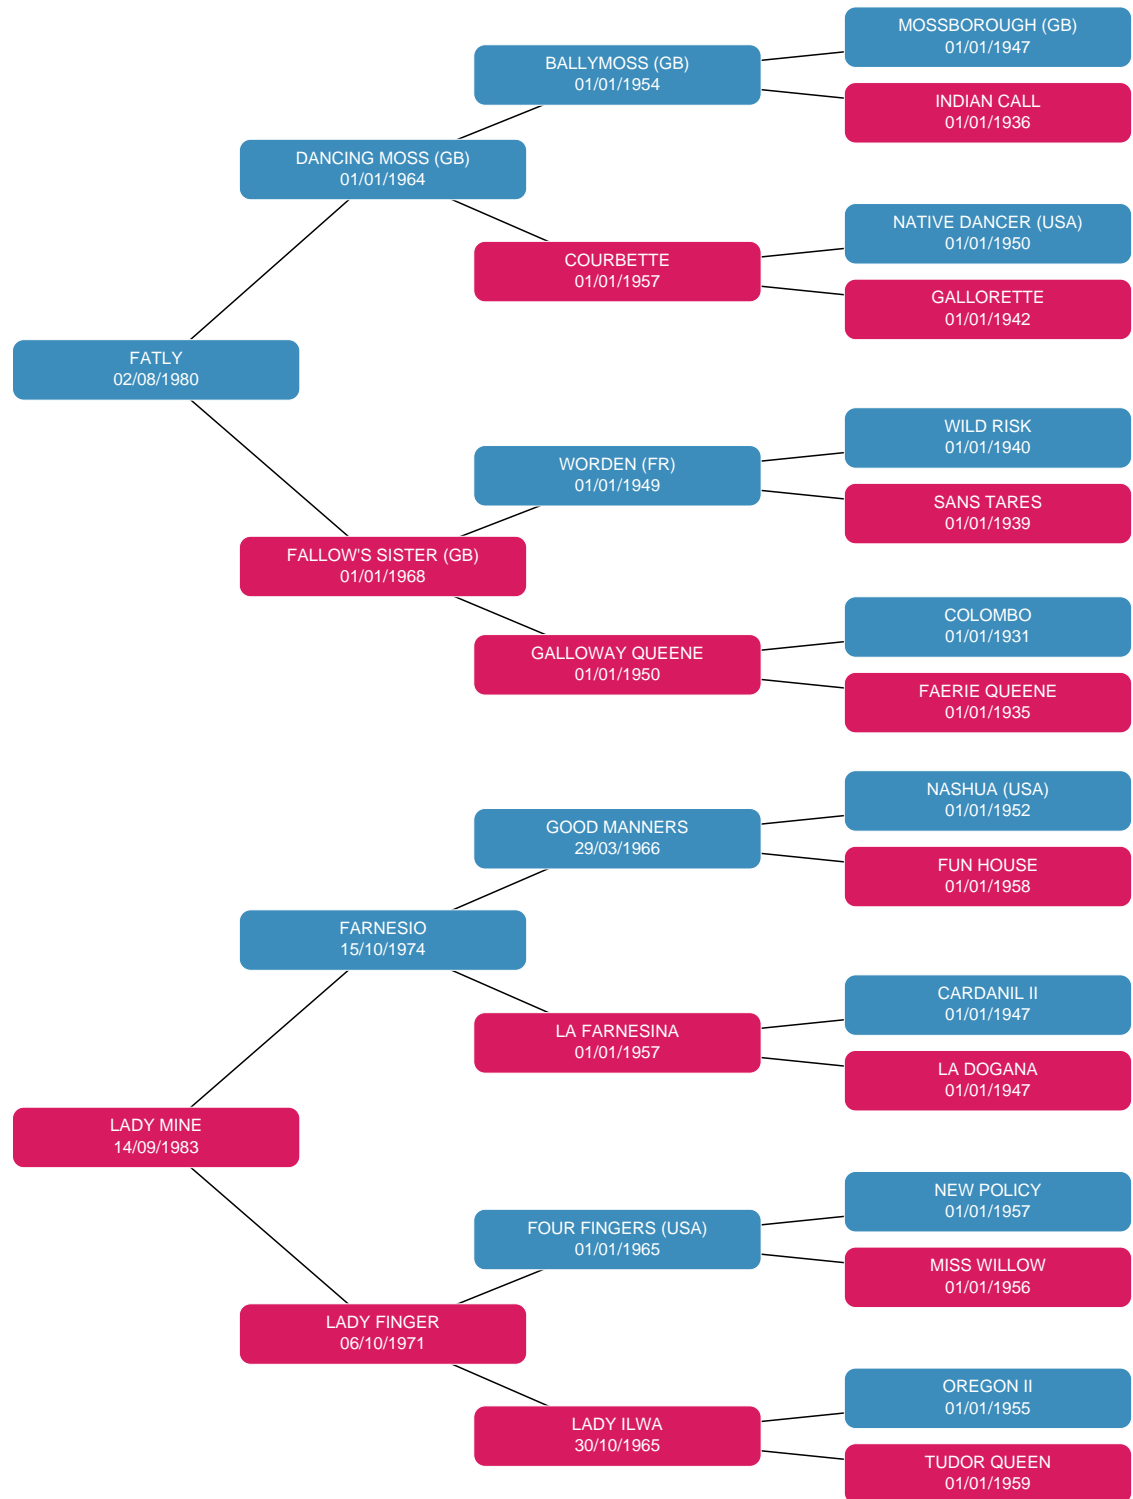 MOSSBOROUGH (GB)
01/01/1947
BALLYMOSS (GB)
01/01/1954
INDIAN CALL
01/01/1936
DANCING MOSS (GB)
01/01/1964
NATIVE DANCER (USA)
01/01/1950
COURBETTE
01/01/1957
GALLORETTE
01/01/1942
FATLY
02/08/1980
WILD RISK
01/01/1940
WORDEN (FR)
01/01/1949
SANS TARES
01/01/1939
FALLOW'S SISTER (GB)
01/01/1968
COLOMBO
01/01/1931
GALLOWAY QUEENE
01/01/1950
FAERIE QUEENE
01/01/1935
NASHUA (USA)
01/01/1952
GOOD MANNERS
29/03/1966
FUN HOUSE
01/01/1958
FARNESIO
15/10/1974
CARDANIL II
01/01/1947
LA FARNESINA
01/01/1957
LA DOGANA
01/01/1947
LADY MINE
14/09/1983
NEW POLICY
01/01/1957
FOUR FINGERS (USA)
01/01/1965
MISS WILLOW
01/01/1956
LADY FINGER
06/10/1971
OREGON II
01/01/1955
LADY ILWA
30/10/1965
TUDOR QUEEN
01/01/1959